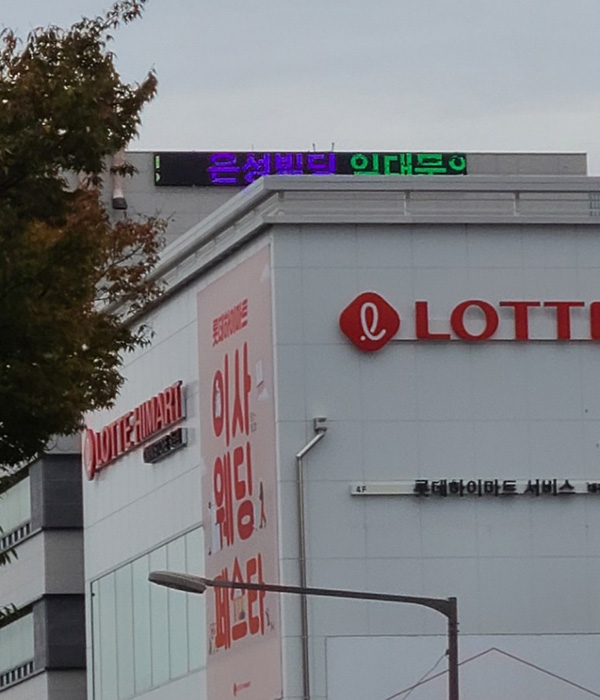 은성빌딩 임대문의
LOTTE
롯데하이마트
이사
웨딩
페스타
LOTTE HIMART
4F 롯데하이마트 서비스